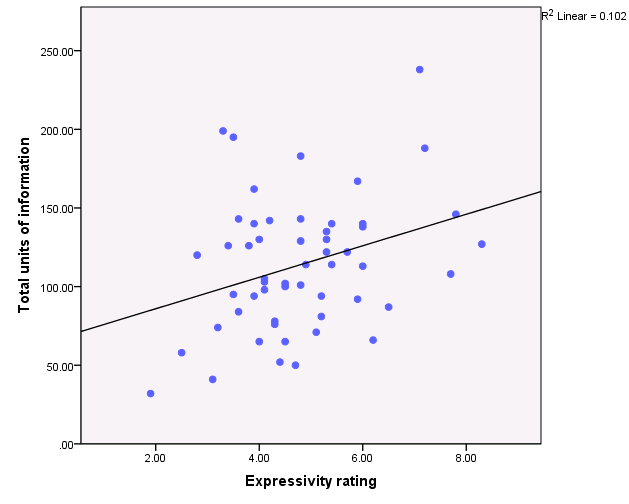 R2 Linear = 0.102
250.00
200.00
150.00
100.00
50.00
.00
Total units of information
2.00 4.00 6.00 8.00
Expressivity rating